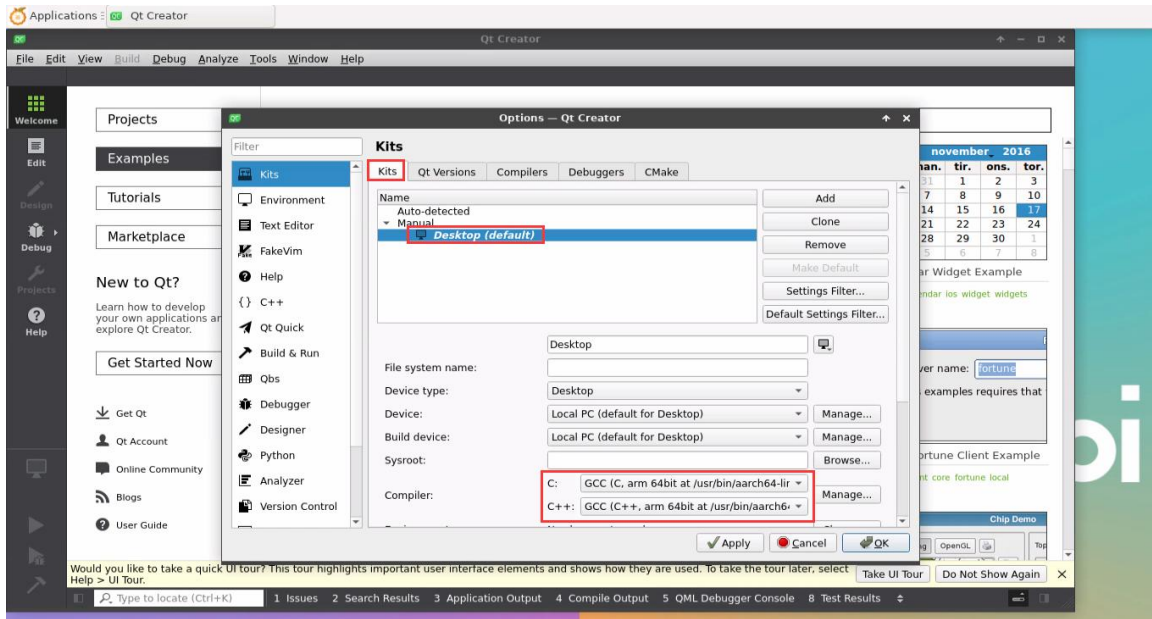 Applications
Qt Creator
Qt Creator
File Edit View Build Debug Analyze Tools Window Help
Welcome
Edit
Design
Debug
Projects
Help
Projects
Examples
Tutorials
Marketplace
New to Qt?
Learn how to develop
your own applications
explore Qt Creator.
Get Started Now
Get Qt
Qt Account
Online Community
Blogs
User Guide
Options — Qt Creator
Filter
Kits
Environment
Text Editor
FakeVim
Help
C++
Qt Quick
Build & Run
Qbs
Debugger
Designer
Python
Analyzer
Version Control
Kits
Kits Qt Versions Compilers Debuggers CMake
Name
Auto-detected
Manual
Desktop (default)
Add
Clone
Remove
Make Default
Settings Filter...
Default Settings Filter...
Desktop
File system name:
Device type: Desktop
Device: Local PC (default for Desktop) Manage...
Build device: Local PC (default for Desktop) Manage...
Sysroot: Browse...
Compiler:
C: GCC (C, arm 64bit at /usr/bin/aarch64-lir
C++: GCC (C++, arm 64bit at /usr/bin/aarch6
Manage...
Apply Cancel OK
november 2016
man. tir. ons. tor.
31 1 2 3
7 8 9 10
14 15 16 17
21 22 23 24
28 29 30 1
5 6 7 8
ar Widget Example
endar ios widget widgets
ver name: fortune
examples requires that
ortune Client Example
nt core fortune local
Chip Demo
OpenGL
Top
pi
Would you like to take a quick UI tour? This tour highlights important user interface elements and shows how they are used. To take the tour later, select
Help > UI Tour.
Take UI Tour Do Not Show Again
Type to locate (Ctrl+K) 1 Issues 2 Search Results 3 Application Output 4 Compile Output 5 QML Debugger Console 8 Test Results